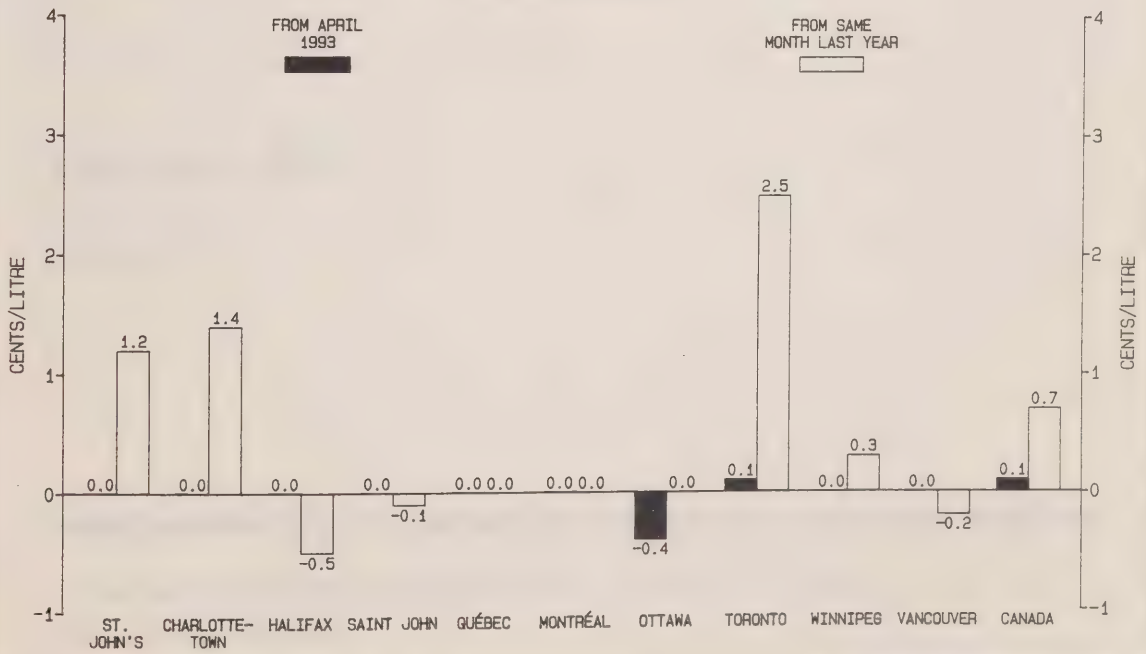 FROM APRIL
1993
FROM SAME
MONTH LAST YEAR
4
3
2
1
0
-1
CENTS/LITRE
4
3
2
1
0
-1
CENTS/LITRE
0.0 1.2
0.0 1.4
0.0 -0.5
0.0 -0.1
0.0 0.0
0.0 0.0
-0.4 0.0
0.1 2.5
0.0 0.3
0.0 -0.2
0.1 0.7
ST.
JOHN'S
CHARLOTTE-
TOWN
HALIFAX
SAINT JOHN
QUÉBEC
MONTRÉAL
OTTAWA
TORONTO
WINNIPEG
VANCOUVER
CANADA